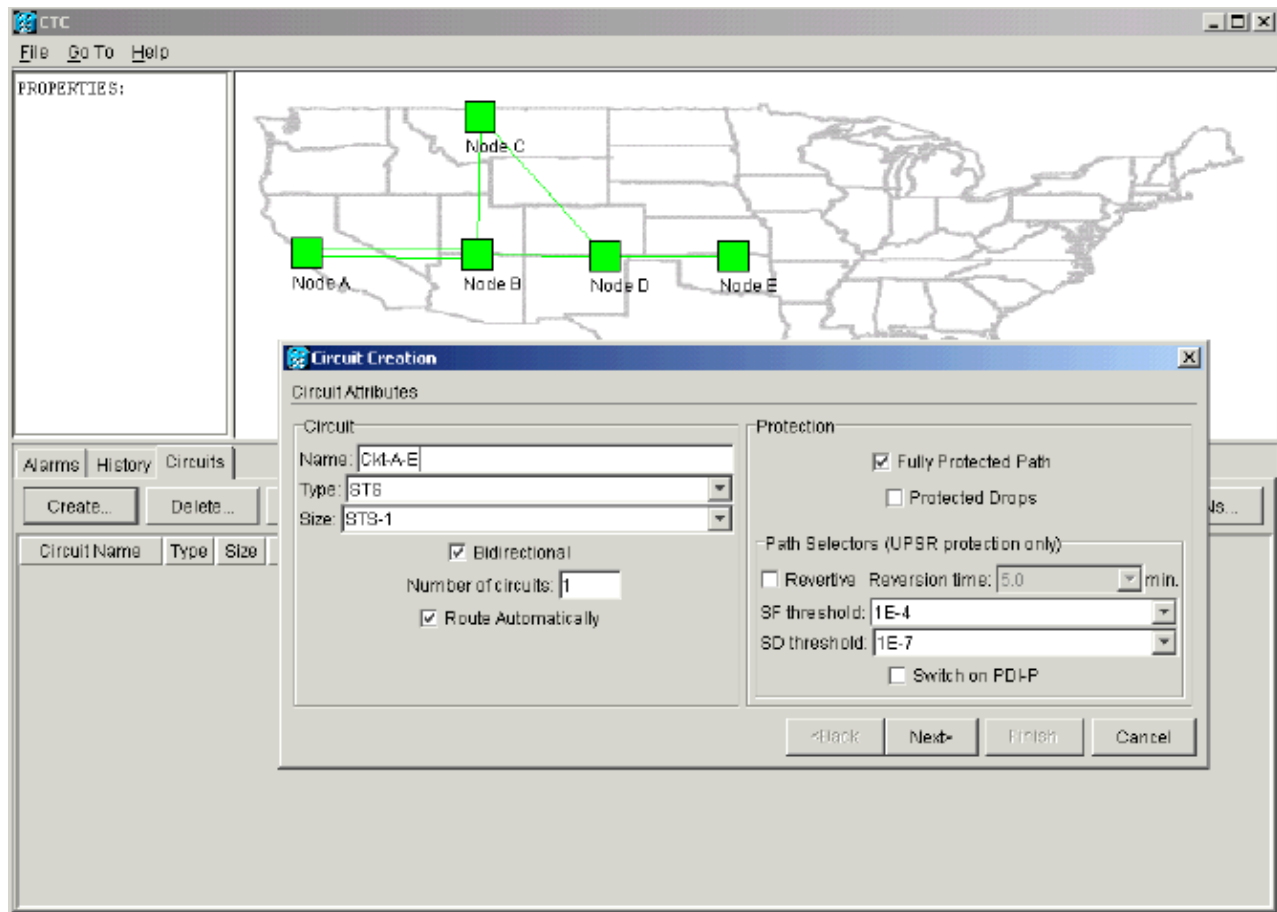 CTC
File Go To Help
PROPERTIES:
Node C
Node A
Node B
Node D
Node E
Circuit Creation
Circuit Attributes
Circuit
Name: Ckt-A-E
Type: STS
Size: STS-1
Bidirectional
Number of circuits: 1
Route Automatically
Protection
Fully Protected Path
Protected Drops
Path Selectors (UPSR protection only)
Revertive Reversion time: 5.0 min.
SF threshold: 1E-4
SD threshold: 1E-7
Switch on PDI-P
<Back Next> Finish Cancel
Alarms History Circuits
Create... Delete...
Circuit Name Type Size